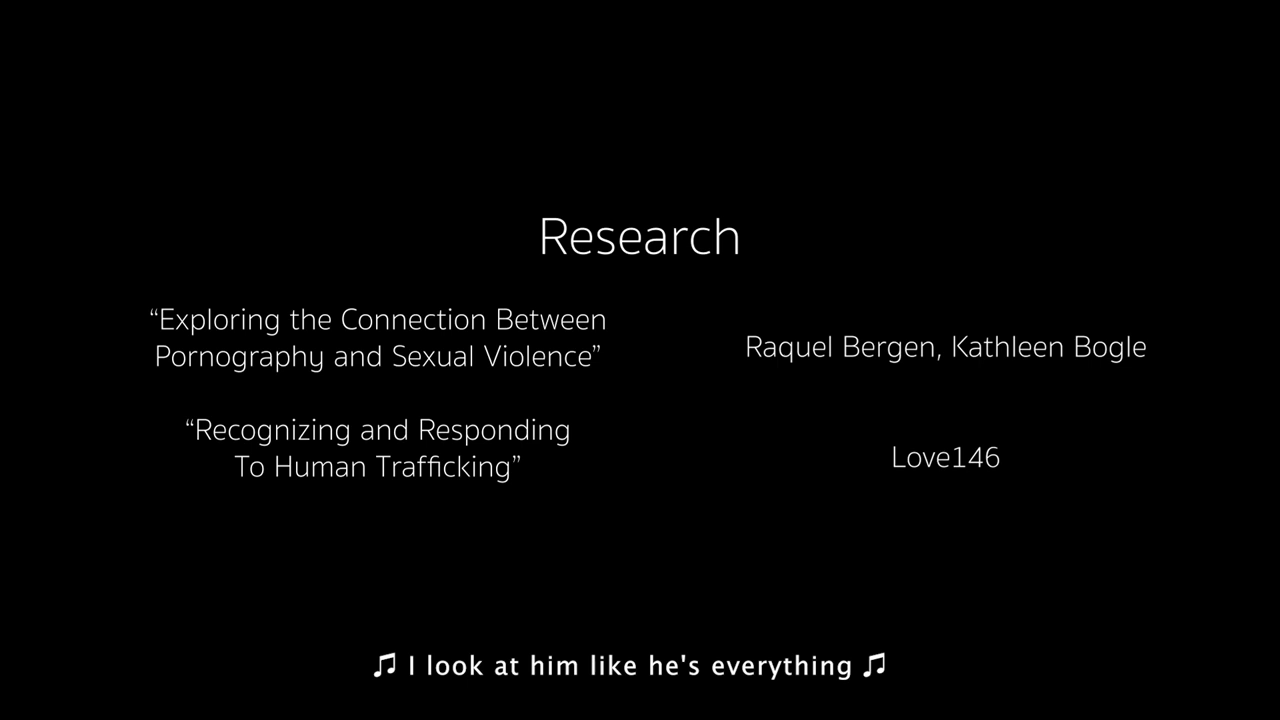 Research
“Exploring the Connection Between
Pornography and Sexual Violence”
Raquel Bergen, Kathleen Bogle
“Recognizing and Responding
To Human Trafficking”
Love146
♫ I look at him like he's everything ♫